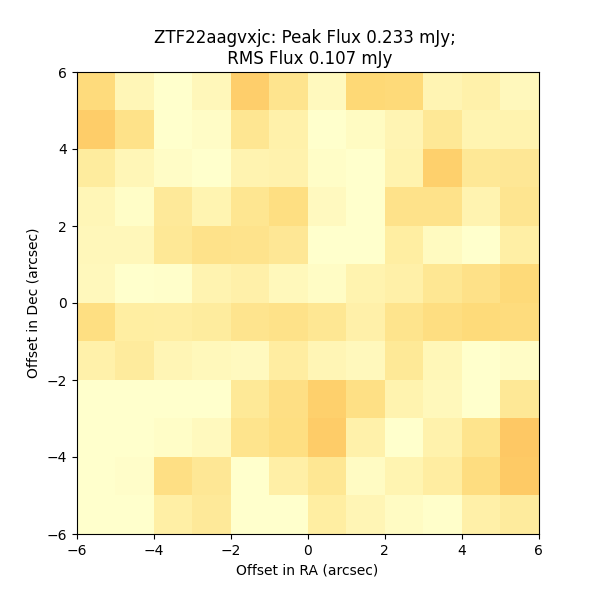 ZTF22aagvxjc: Peak Flux 0.233 mJy;
RMS Flux 0.107 mJy
6
4
2
0
−2
−4
−6
Offset in Dec (arcsec)
−6 −4 −2 0 2 4 6
Offset in RA (arcsec)